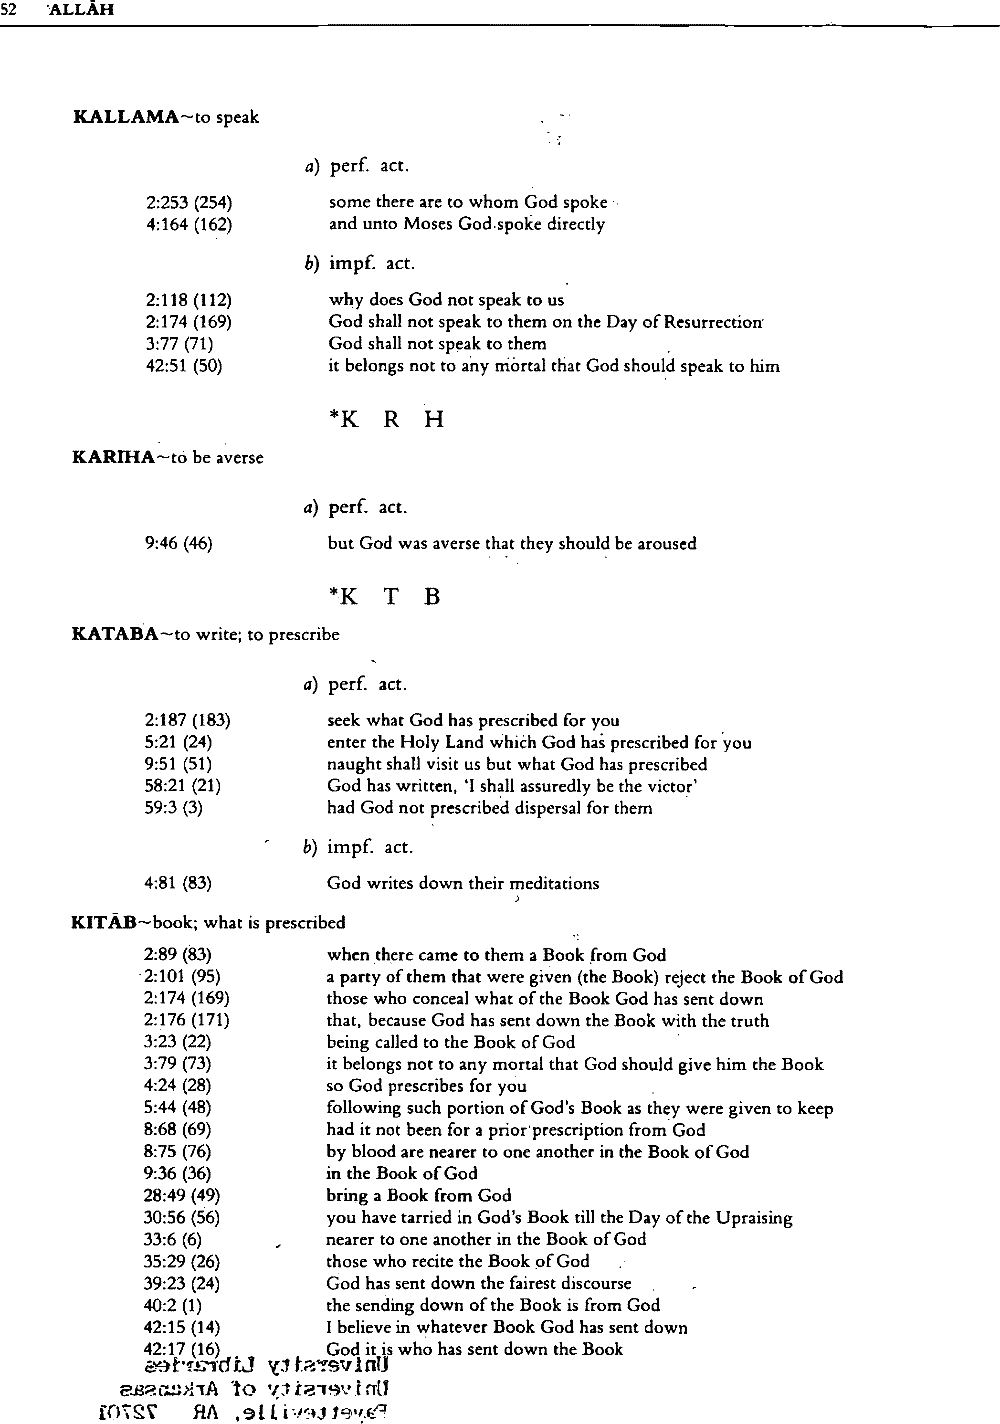 52 ALLĀH
KALLAMA~to speak
a) perf. act.
2:253 (254) some there are to whom God spoke
4:164 (162) and unto Moses God spoke directly
b) impf. act.
2:118 (112) why does God not speak to us
2:174 (169) God shall not speak to them on the Day of Resurrection
3:77 (71) God shall not speak to them
42:51 (50) it belongs not to any mortal that God should speak to him
*K R H
KARIHA~to be averse
a) perf. act.
9:46 (46) but God was averse that they should be aroused
*K T B
KATABA~to write; to prescribe
a) perf. act.
2:187 (183) seek what God has prescribed for you
5:21 (24) enter the Holy Land which God has prescribed for you
9:51 (51) naught shall visit us but what God has prescribed
58:21 (21) God has written, 'I shall assuredly be the victor'
59:3 (3) had God not prescribed dispersal for them
b) impf. act.
4:81 (83) God writes down their meditations
KITĀB~book; what is prescribed
2:89 (83) when there came to them a Book from God
2:101 (95) a party of them that were given (the Book) reject the Book of God
2:174 (169) those who conceal what of the Book God has sent down
2:176 (171) that, because God has sent down the Book with the truth
3:23 (22) being called to the Book of God
3:79 (73) it belongs not to any mortal that God should give him the Book
4:24 (28) so God prescribes for you
5:44 (48) following such portion of God's Book as they were given to keep
8:68 (69) had it not been for a prior prescription from God
8:75 (76) by blood are nearer to one another in the Book of God
9:36 (36) in the Book of God
28:49 (49) bring a Book from God
30:56 (56) you have tarried in God's Book till the Day of the Upraising
33:6 (6) nearer to one another in the Book of God
35:29 (26) those who recite the Book of God
39:23 (24) God has sent down the fairest discourse
40:2 (1) the sending down of the Book is from God
42:15 (14) I believe in whatever Book God has sent down
42:17 (16) God it is who has sent down the Book
University Libraries
University of Arkansas
Fayetteville, AR 72701